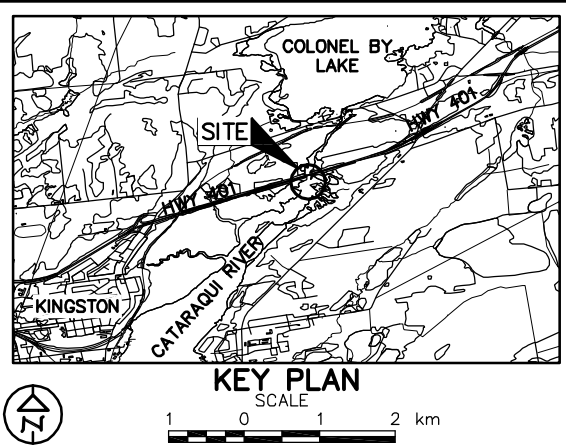 COLONEL BY
LAKE
HWY 401
SITE
HWY 401
CATARAQUI RIVER
KINGSTON
KEY PLAN
SCALE
1 0 1 2 km
N